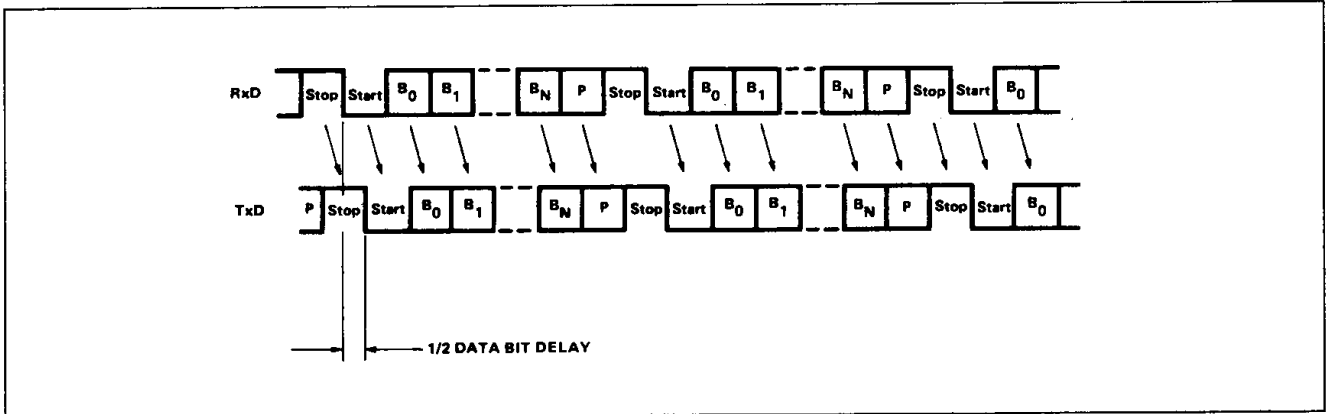 RxD Stop Start B0 B1 BN P Stop Start B0 B1 BN P Stop Start B0
TxD P Stop Start B0 B1 BN P Stop Start B0 B1 BN P Stop Start B0
1/2 DATA BIT DELAY